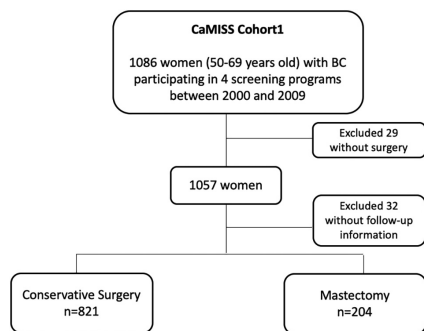 CaMISS Cohort1
1086 women (50-69 years old) with BC
participating in 4 screening programs
between 2000 and 2009
Excluded 29
without surgery
1057 women
Excluded 32
without follow-up
information
Conservative Surgery
n=821
Mastectomy
n=204